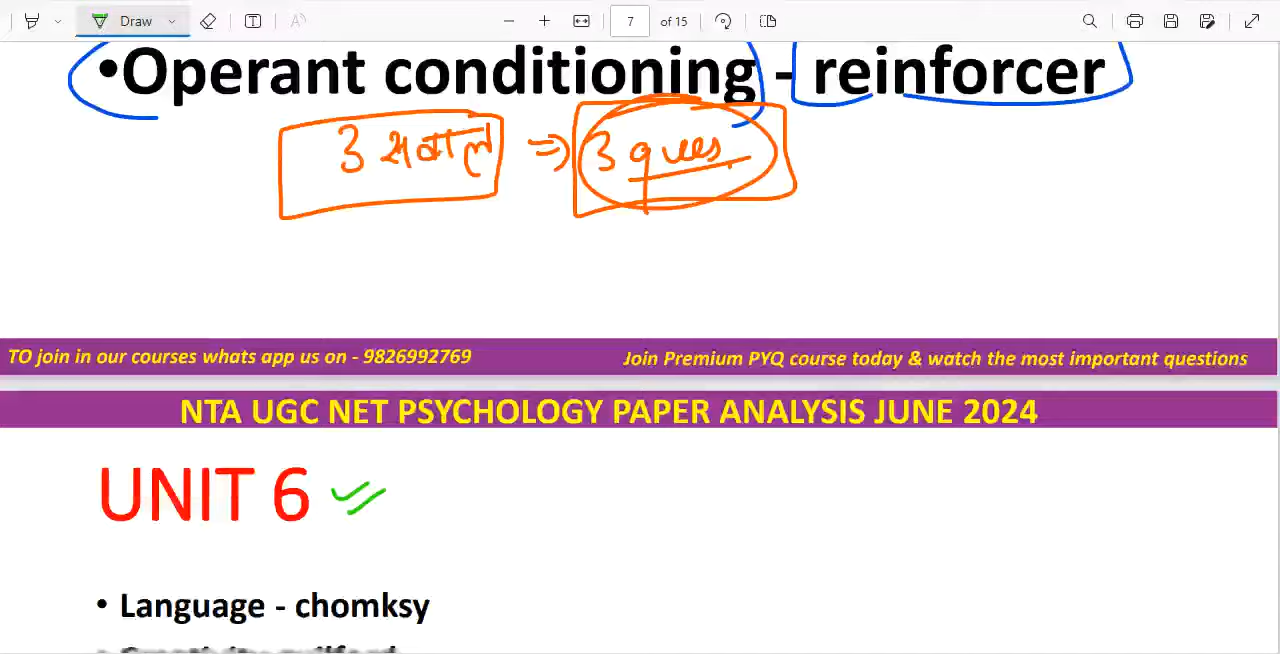 Draw
7 of 15
•Operant conditioning - reinforcer
3 सवाल => 3 ques.
TO join in our courses whats app us on - 9826992769
Join Premium PYQ course today & watch the most important questions
NTA UGC NET PSYCHOLOGY PAPER ANALYSIS JUNE 2024
UNIT 6
• Language - chomksy